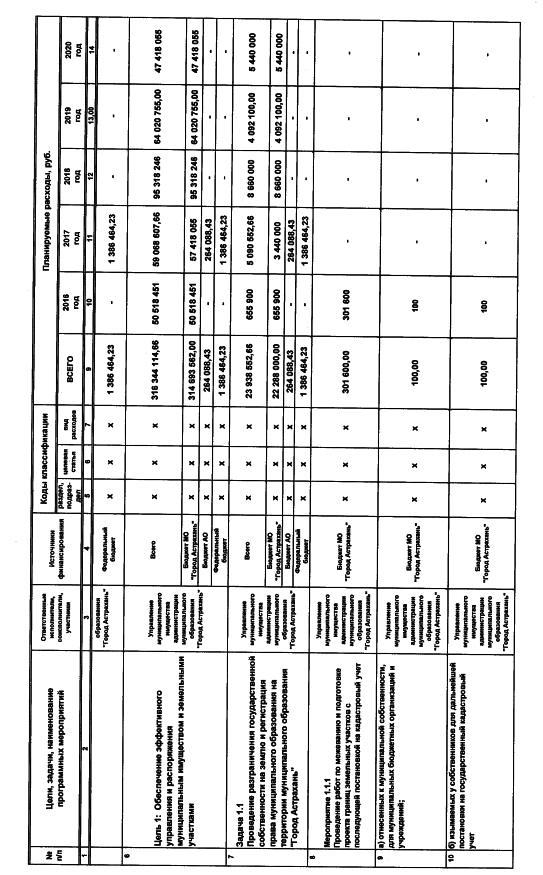 № п/п
Цели, задачи, наименование программных мероприятий
Ответственные исполнители, соисполнители, участники
Источники финансирования
Коды классификации
раздел, подраздел
целевая статья
вид расходов
Планируемые расходы, руб.
ВСЕГО
2016 год
2017 год
2018 год
2019 год
2020 год
1 2 3 4 5 6 7 9 10 11 12 13,00 14
образования "Город Астрахань"
Федеральный бюджет
х х х 1 386 464,23 - 1 386 464,23 - - -
6
Цель 1: Обеспечение эффективного управления и распоряжения муниципальным имуществом и земельными участками
Управление муниципального имущества администрации муниципального образования "Город Астрахань"
Всего х х х 316 344 114,66 50 518 451 59 068 607,66 95 318 246 64 020 755,00 47 418 055
Бюджет МО "Город Астрахань" х х х 314 693 562,00 50 518 451 57 418 055 95 318 246 64 020 755,00 47 418 055
Бюджет АО х х х 264 088,43 - 264 088,43 - - -
Федеральный бюджет х х х 1 386 464,23 - 1 386 464,23 - - -
7
Задача 1.1
Проведение разграничения государственной собственности на землю и регистрация права муниципального образования на территории муниципального образования "Город Астрахань"
Управление муниципального имущества администрации муниципального образования "Город Астрахань"
Всего х х х 23 938 552,66 655 900 5 090 552,66 8 660 000 4 092 100,00 5 440 000
Бюджет МО "Город Астрахань" х х х 22 288 000,00 655 900 3 440 000 8 660 000 4 092 100,00 5 440 000
Бюджет АО х х х 264 088,43 - 264 088,43 - - -
Федеральный бюджет х х х 1 386 464,23 - 1 386 464,23 - - -
8
Мероприятие 1.1.1
Проведение работ по межеванию и подготовке проекта границ земельных участков с последующей постановкой на кадастровый учет
Управление муниципального имущества администрации муниципального образования "Город Астрахань"
Бюджет МО "Город Астрахань" х х х 301 600,00 301 600 - - - -
9
а) отнесенных к муниципальной собственности, для муниципальных бюджетных организаций и учреждений;
Управление муниципального имущества администрации муниципального образования "Город Астрахань"
Бюджет МО "Город Астрахань" х х х 100,00 100 - - - -
10
б) изымаемых у собственников для дальнейшей постановки на государственный кадастровый учет
Управление муниципального имущества администрации муниципального образования "Город Астрахань"
Бюджет МО "Город Астрахань" х х х 100,00 100 - - - -